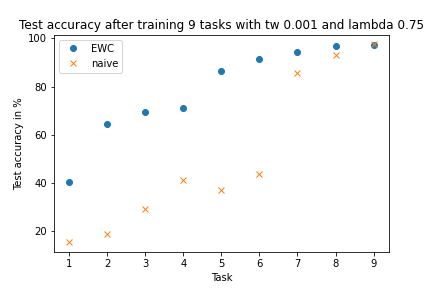 Test accuracy after training 9 tasks with tw 0.001 and lambda 0.75
100
80
60
40
20
Test accuracy in %
EWC
naive
1 2 3 4 5 6 7 8 9
Task